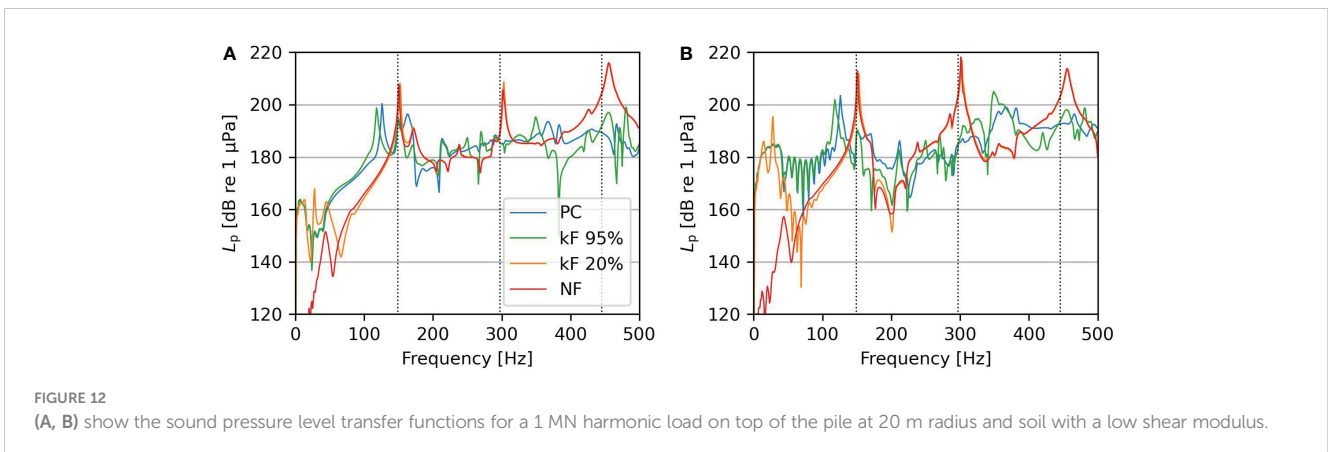 A
B
220
200
180
160
140
120
Lp [dB re 1 μPa]
0 100 200 300 400 500
Frequency [Hz]
PC
kF 95%
kF 20%
NF
220
200
180
160
140
120
Lp [dB re 1 μPa]
0 100 200 300 400 500
Frequency [Hz]
FIGURE 12
(A, B) show the sound pressure level transfer functions for a 1 MN harmonic load on top of the pile at 20 m radius and soil with a low shear modulus.